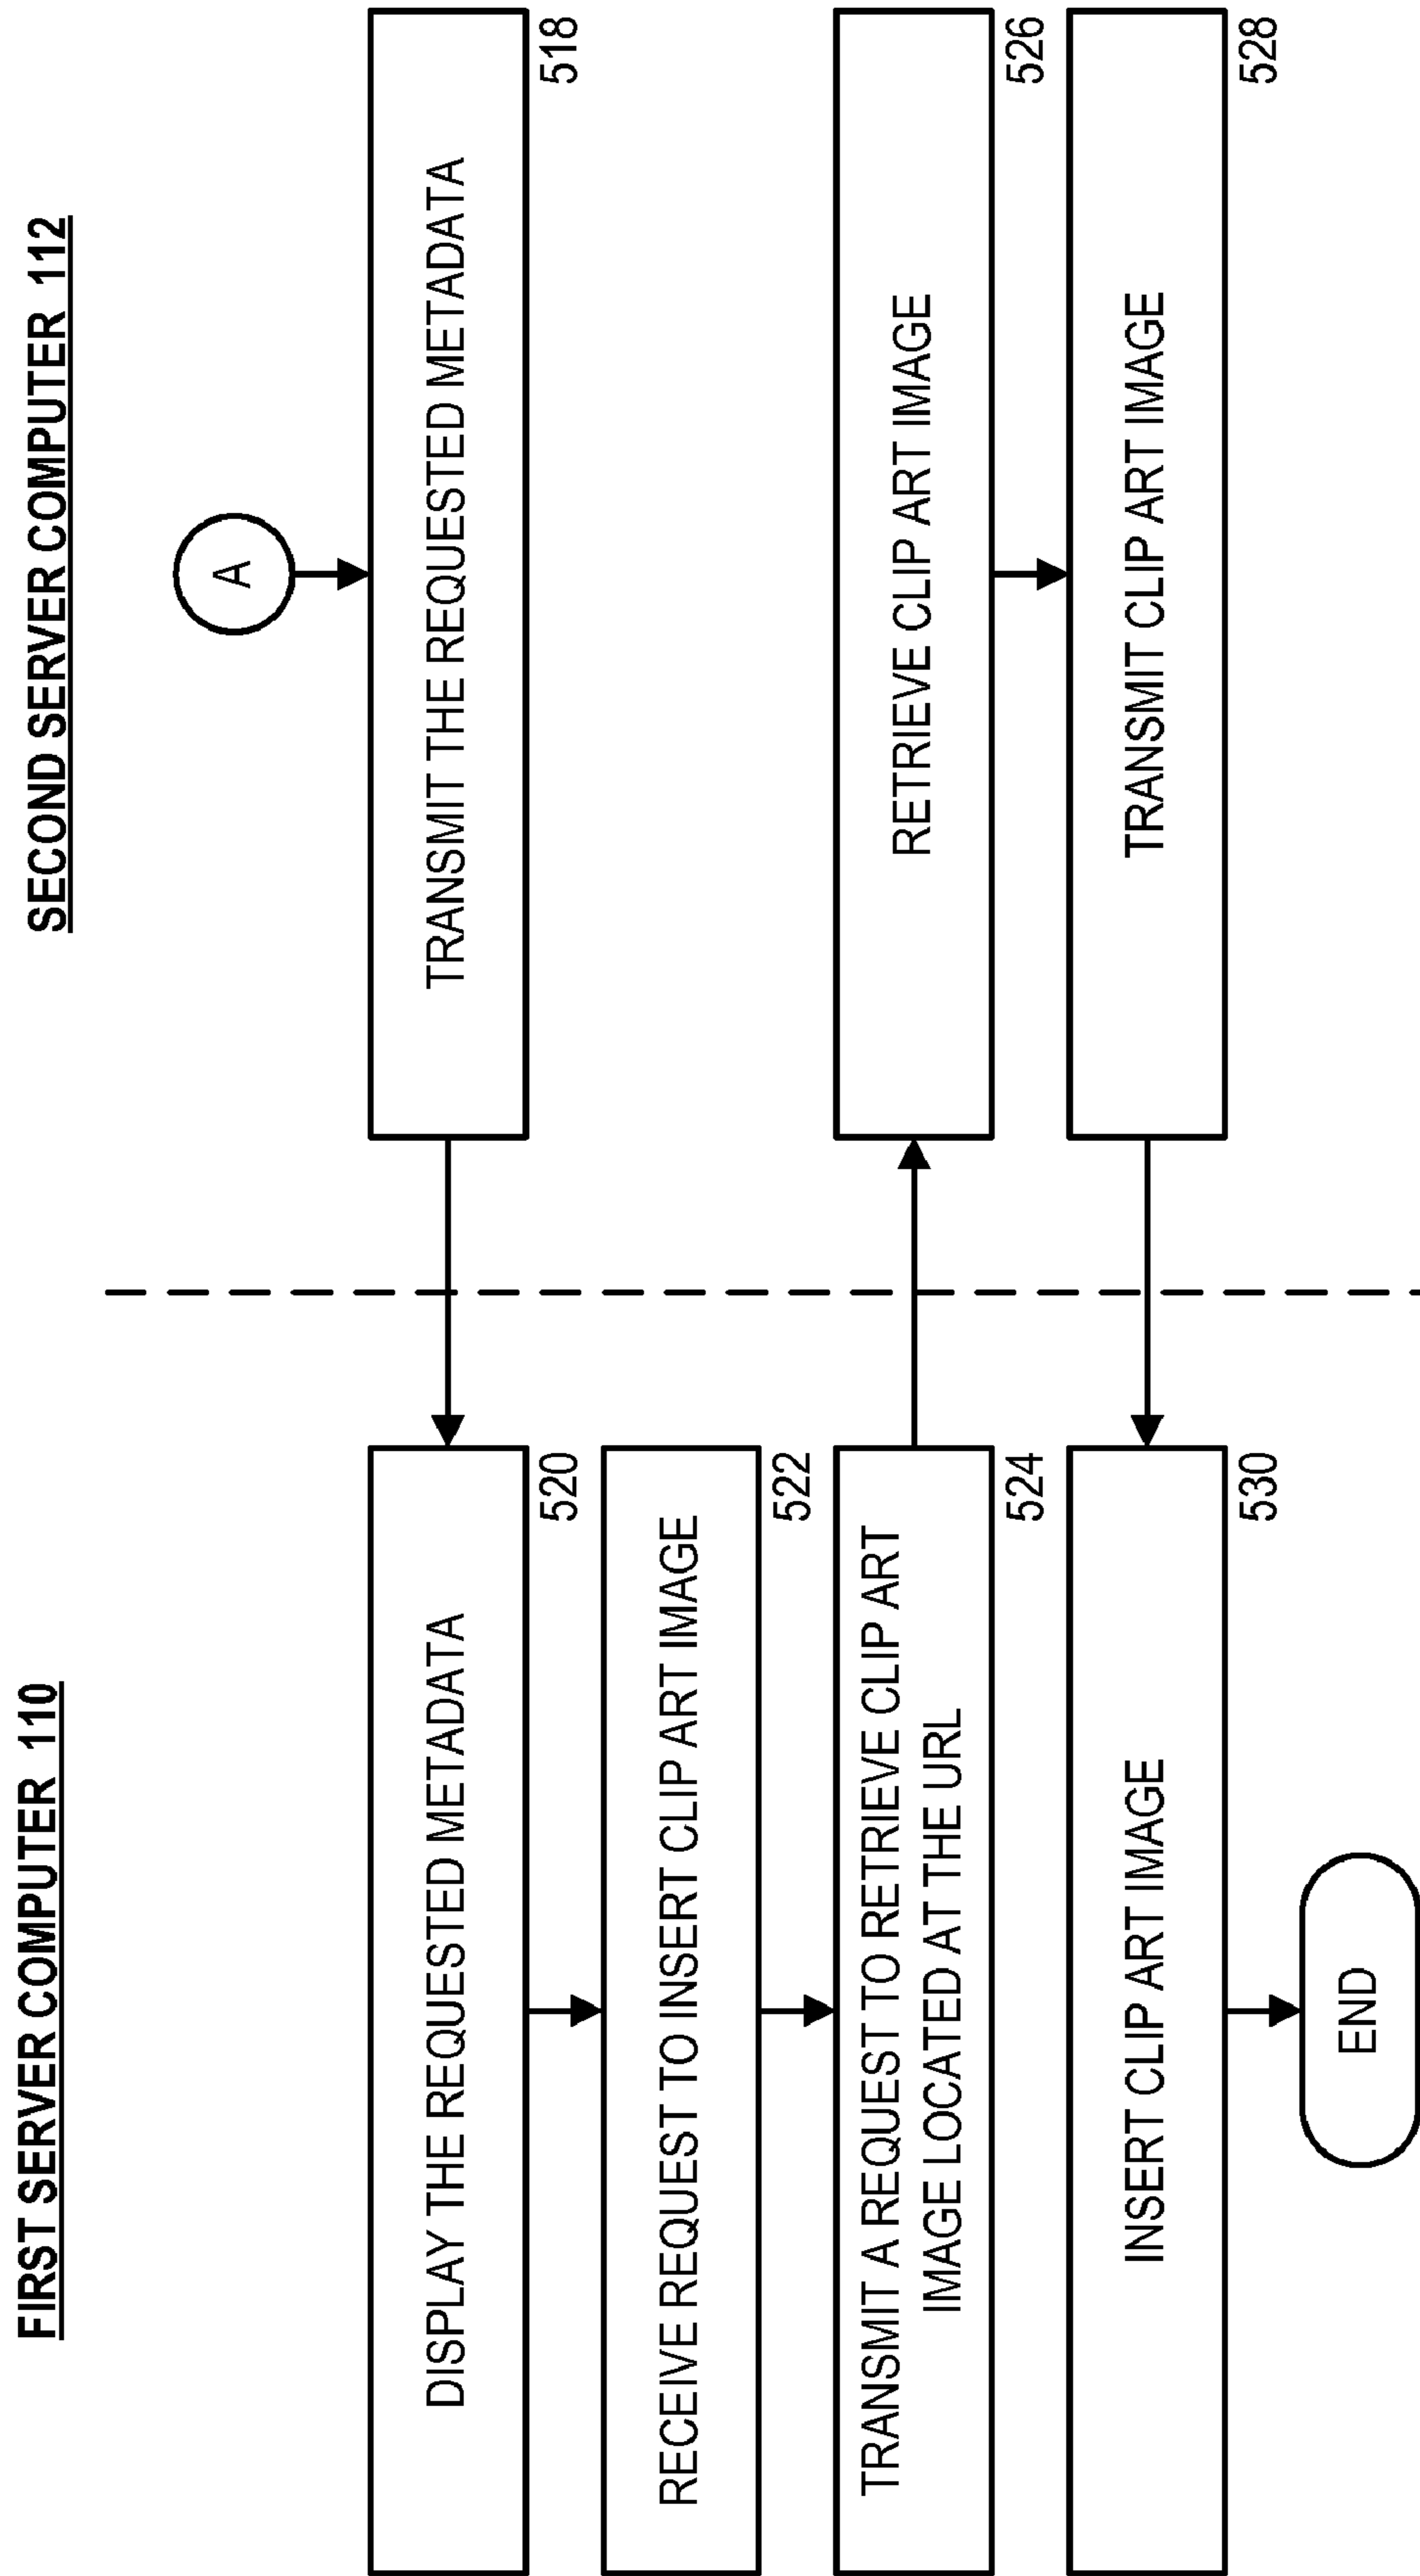 FIRST SERVER COMPUTER 110
SECOND SERVER COMPUTER 112
A
TRANSMIT THE REQUESTED METADATA
518
DISPLAY THE REQUESTED METADATA
520
RECEIVE REQUEST TO INSERT CLIP ART IMAGE
522
TRANSMIT A REQUEST TO RETRIEVE CLIP ART
IMAGE LOCATED AT THE URL
524
RETRIEVE CLIP ART IMAGE
526
TRANSMIT CLIP ART IMAGE
528
INSERT CLIP ART IMAGE
530
END